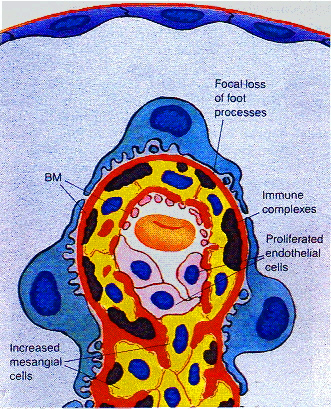 Focal loss
of foot
processes
BM
Immune
complexes
Proliferated
endothelial
cells
Increased
mesangial
cells